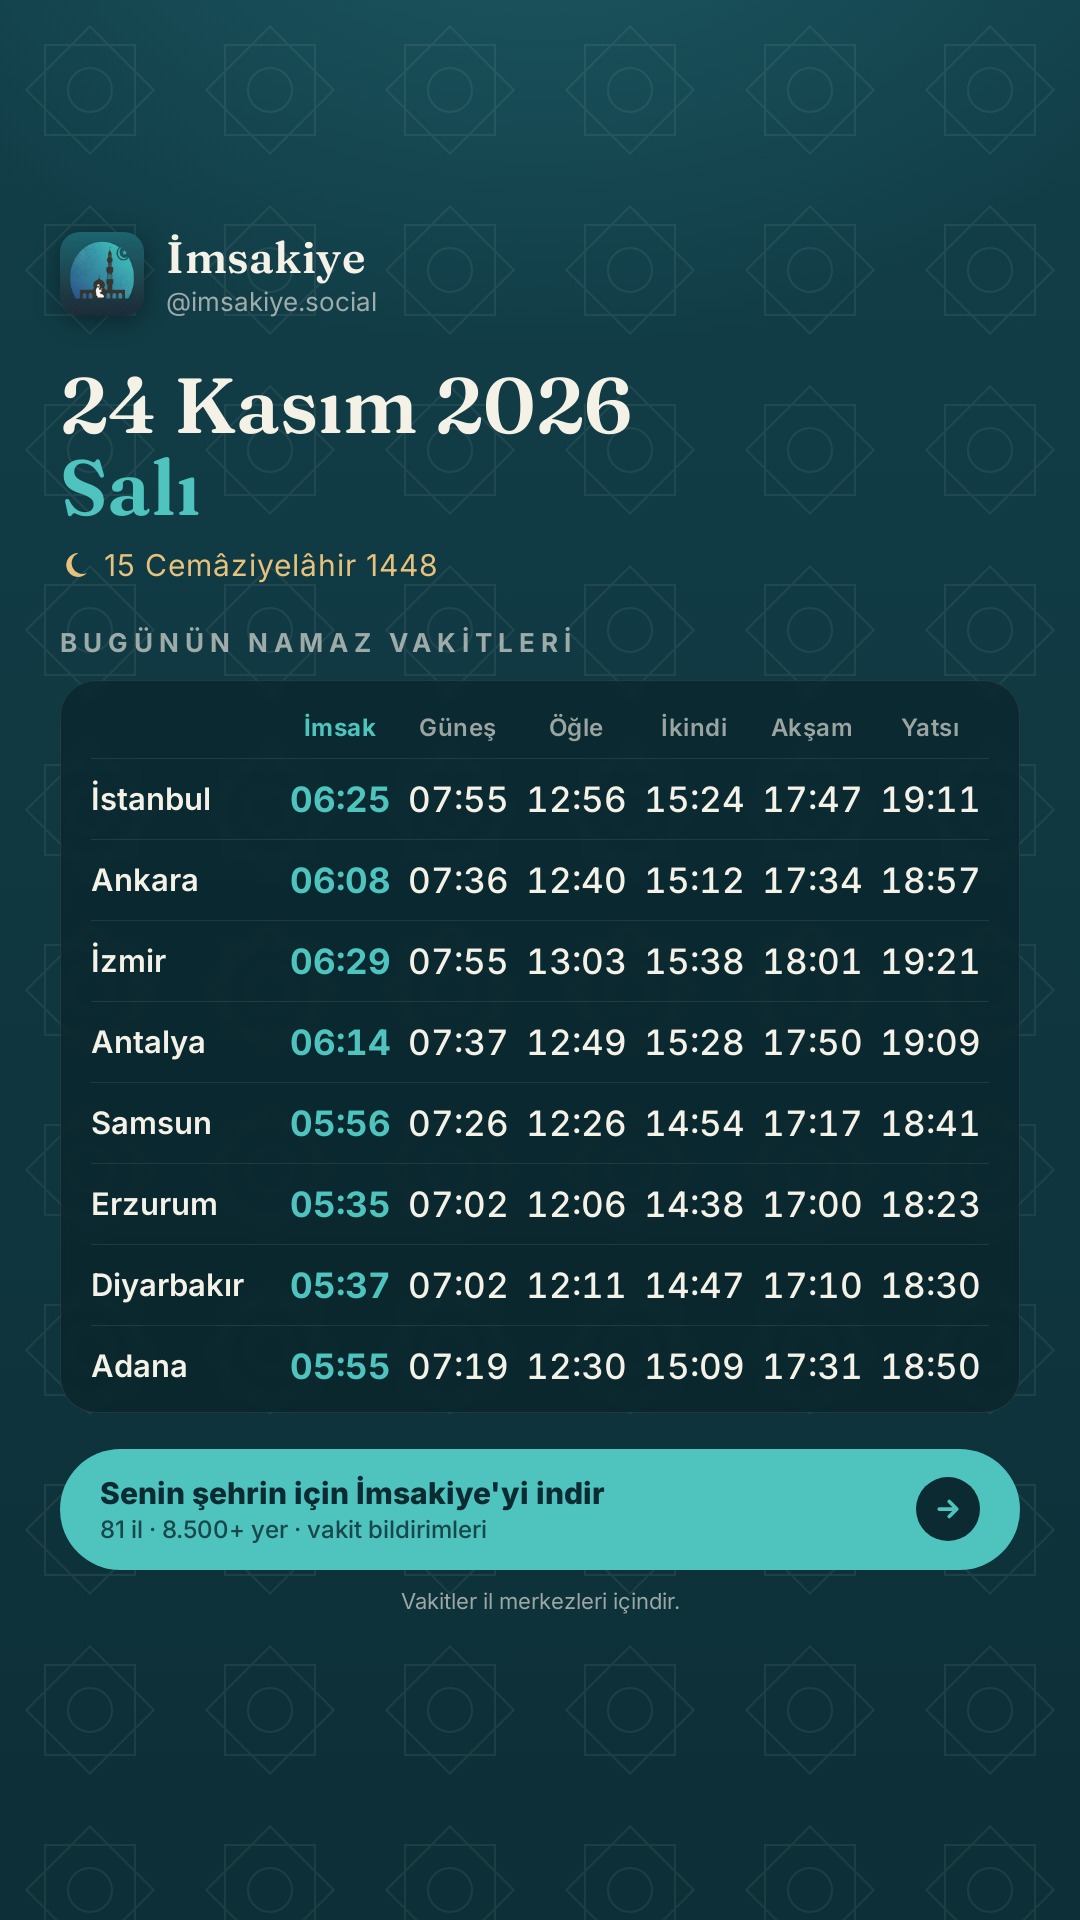 İmsakiye
@imsakiye.social
24 Kasım 2026
Salı
15 Cemâziyelâhir 1448
BUGÜNÜN NAMAZ VAKİTLERİ
İmsak Güneş Öğle İkindi Akşam Yatsı
İstanbul 06:25 07:55 12:56 15:24 17:47 19:11
Ankara 06:08 07:36 12:40 15:12 17:34 18:57
İzmir 06:29 07:55 13:03 15:38 18:01 19:21
Antalya 06:14 07:37 12:49 15:28 17:50 19:09
Samsun 05:56 07:26 12:26 14:54 17:17 18:41
Erzurum 05:35 07:02 12:06 14:38 17:00 18:23
Diyarbakır 05:37 07:02 12:11 14:47 17:10 18:30
Adana 05:55 07:19 12:30 15:09 17:31 18:50
Senin şehrin için İmsakiye'yi indir
81 il · 8.500+ yer · vakit bildirimleri
Vakitler il merkezleri içindir.